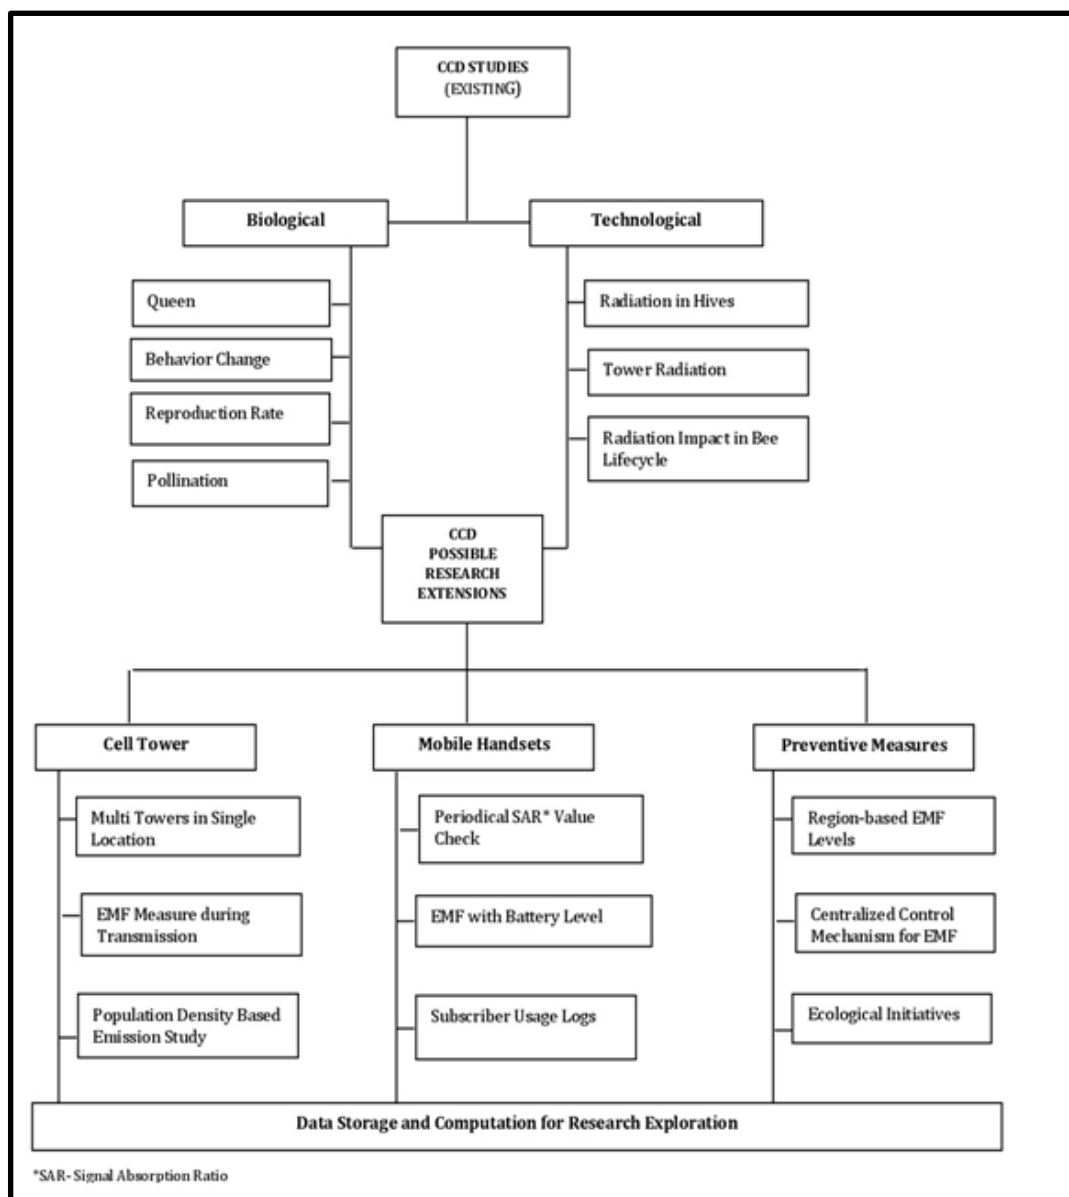 CCD STUDIES
(EXISTING)
Biological
Technological
Queen
Behavior Change
Reproduction Rate
Pollination
Radiation in Hives
Tower Radiation
Radiation Impact in Bee
Lifecycle
CCD
POSSIBLE
RESEARCH
EXTENSIONS
Cell Tower
Multi Towers in Single
Location
EMF Measure during
Transmission
Population Density Based
Emission Study
Mobile Handsets
Periodical SAR* Value
Check
EMF with Battery Level
Subscriber Usage Logs
Preventive Measures
Region-based EMF
Levels
Centralized Control
Mechanism for EMF
Ecological Initiatives
Data Storage and Computation for Research Exploration
*SAR- Signal Absorption Ratio